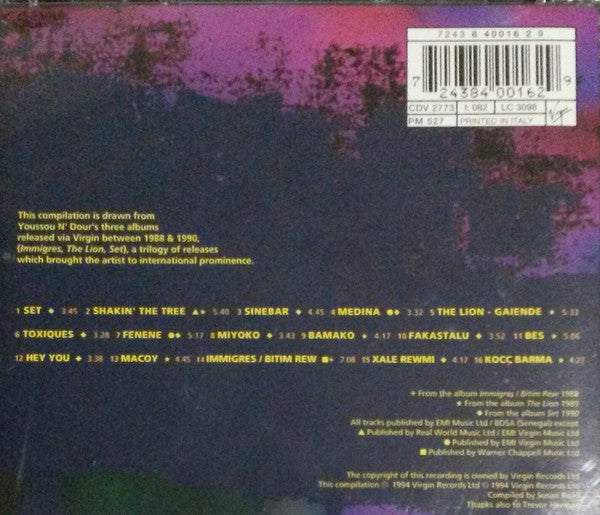 7243 8 40016 2 9
7 24384 00162 9
CDV 2773 I: 082 LC 3098
PM 527 PRINTED IN ITALY Virgin
This compilation is drawn from
Youssou N' Dour's three albums
released via Virgin between 1988 & 1990,
(Immigres, The Lion, Set), a trilogy of releases
which brought the artist to international prominence.
1 SET ◆ 3.45 2 SHAKIN' THE TREE ▲★ 5.40 3 SINEBAR ◆ 4.45 4 MEDINA ●◆ 3.32 5 THE LION - GAIENDE ★ 5.33
6 TOXIQUES ◆ 3.28 7 FENENE ●◆ 5.17 8 MIYOKO ◆ 3.43 9 BAMAKO ★ 4.17 10 FAKASTALU ◆ 3.52 11 BES ★ 5.06
12 HEY YOU ◆ 3.38 13 MACOY ★ 4.45 14 IMMIGRES / BITIM REW ■+ 7.08 15 XALE REWMI ◆ 4.17 16 KOCC BARMA ★ 4.27
+ From the album Immigres / Bitim Rew 1988
★ From the album The Lion 1989
◆ From the album Set 1990
All tracks published by EMI Music Ltd / BDSA (Senegal) except
▲ Published by Real World Music Ltd / EMI Virgin Music Ltd
● Published by EMI Virgin Music Ltd
■ Published by Warner Chappell Music Ltd
The copyright of this recording is owned by Virgin Records Ltd
This compilation ℗ 1994 Virgin Records Ltd © 1994 Virgin Records Ltd
Compiled by Susan
Thanks also to Trevor Herman